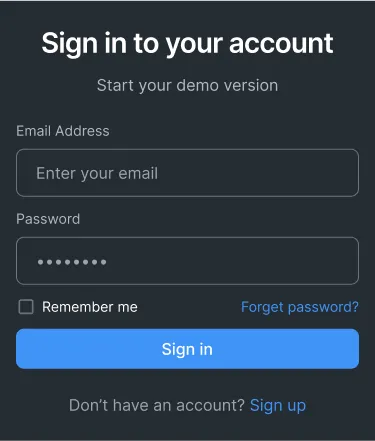 Sign in to your account
Start your demo version
Email Address
Enter your email
Password
••••••••
Remember me Forget password?
Sign in
Don’t have an account? Sign up